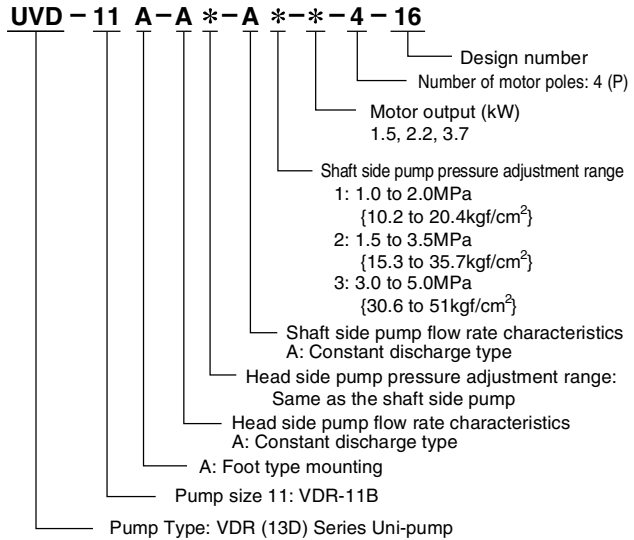 UVD – 11 A – A * – A * – * – 4 – 16
Design number
Number of motor poles: 4 (P)
Motor output (kW)
1.5, 2.2, 3.7
Shaft side pump pressure adjustment range
1: 1.0 to 2.0MPa
{10.2 to 20.4kgf/cm²}
2: 1.5 to 3.5MPa
{15.3 to 35.7kgf/cm²}
3: 3.0 to 5.0MPa
{30.6 to 51kgf/cm²}
Shaft side pump flow rate characteristics
A: Constant discharge type
Head side pump pressure adjustment range:
Same as the shaft side pump
Head side pump flow rate characteristics
A: Constant discharge type
A: Foot type mounting
Pump size 11: VDR-11B
Pump Type: VDR (13D) Series Uni-pump